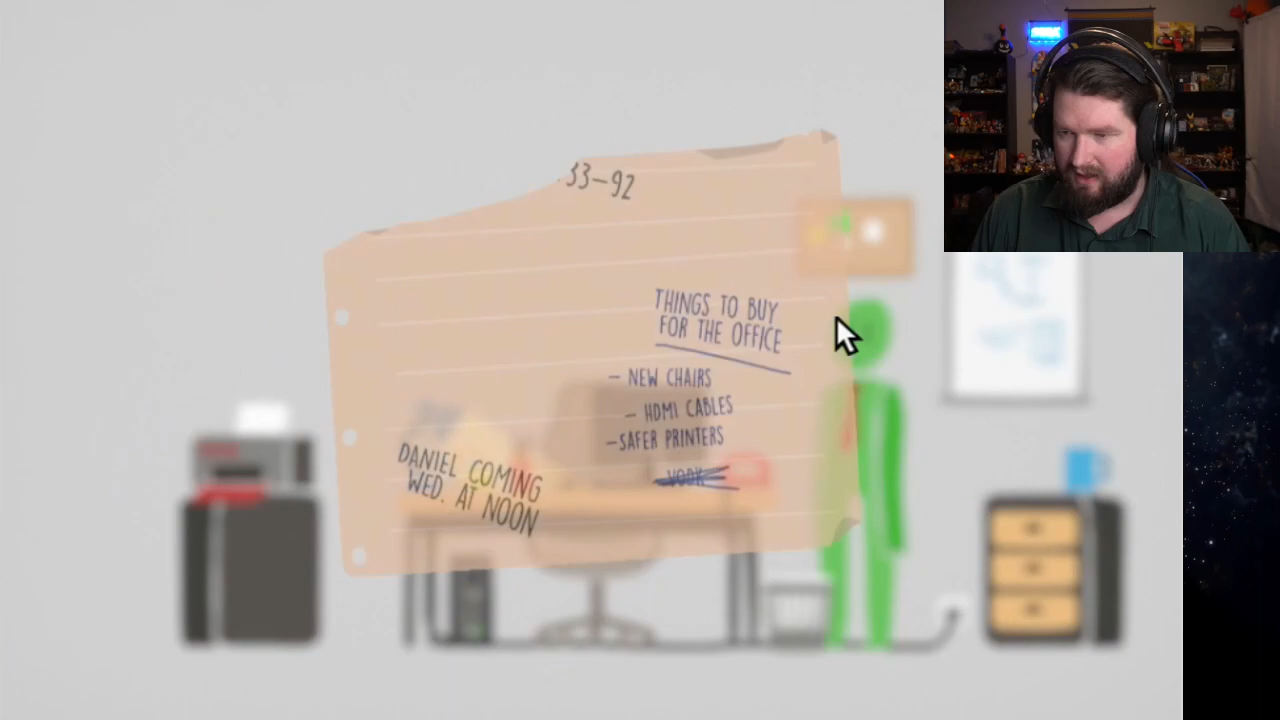 33-92
THINGS TO BUY
FOR THE OFFICE
- NEW CHAIRS
- HDMI CABLES
-SAFER PRINTERS
DANIEL COMING
WED. AT NOON